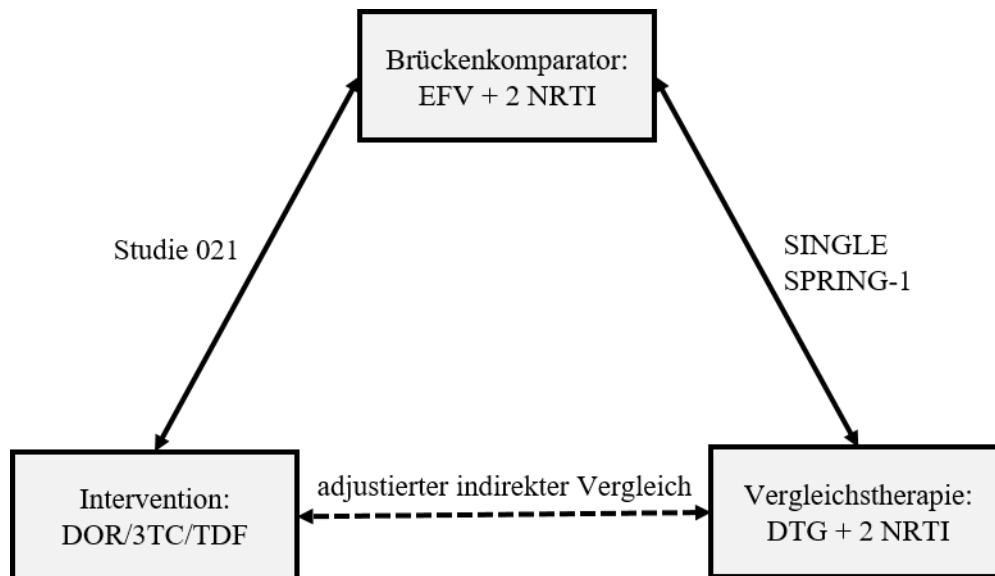 Brückenkomparator:
EFV + 2 NRTI
Studie 021
SINGLE
SPRING-1
Intervention:
DOR/3TC/TDF
adjustierter indirekter Vergleich
Vergleichstherapie:
DTG + 2 NRTI